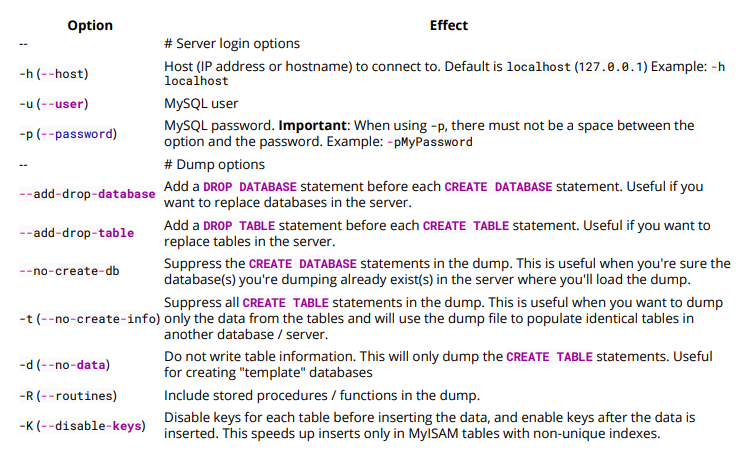 Option Effect
-- # Server login options
-h (--host) Host (IP address or hostname) to connect to. Default is localhost (127.0.0.1) Example: -h
localhost
-u (--user) MySQL user
-p (--password) MySQL password. Important: When using -p, there must not be a space between the
option and the password. Example: -pMyPassword
-- # Dump options
--add-drop-database Add a DROP DATABASE statement before each CREATE DATABASE statement. Useful if you
want to replace databases in the server.
--add-drop-table Add a DROP TABLE statement before each CREATE TABLE statement. Useful if you want to
replace tables in the server.
--no-create-db Suppress the CREATE DATABASE statements in the dump. This is useful when you're sure the
database(s) you're dumping already exist(s) in the server where you'll load the dump.
Suppress all CREATE TABLE statements in the dump. This is useful when you want to dump
-t (--no-create-info) only the data from the tables and will use the dump file to populate identical tables in
another database / server.
-d (--no-data) Do not write table information. This will only dump the CREATE TABLE statements. Useful
for creating "template" databases
-R (--routines) Include stored procedures / functions in the dump.
-K (--disable-keys) Disable keys for each table before inserting the data, and enable keys after the data is
inserted. This speeds up inserts only in MyISAM tables with non-unique indexes.